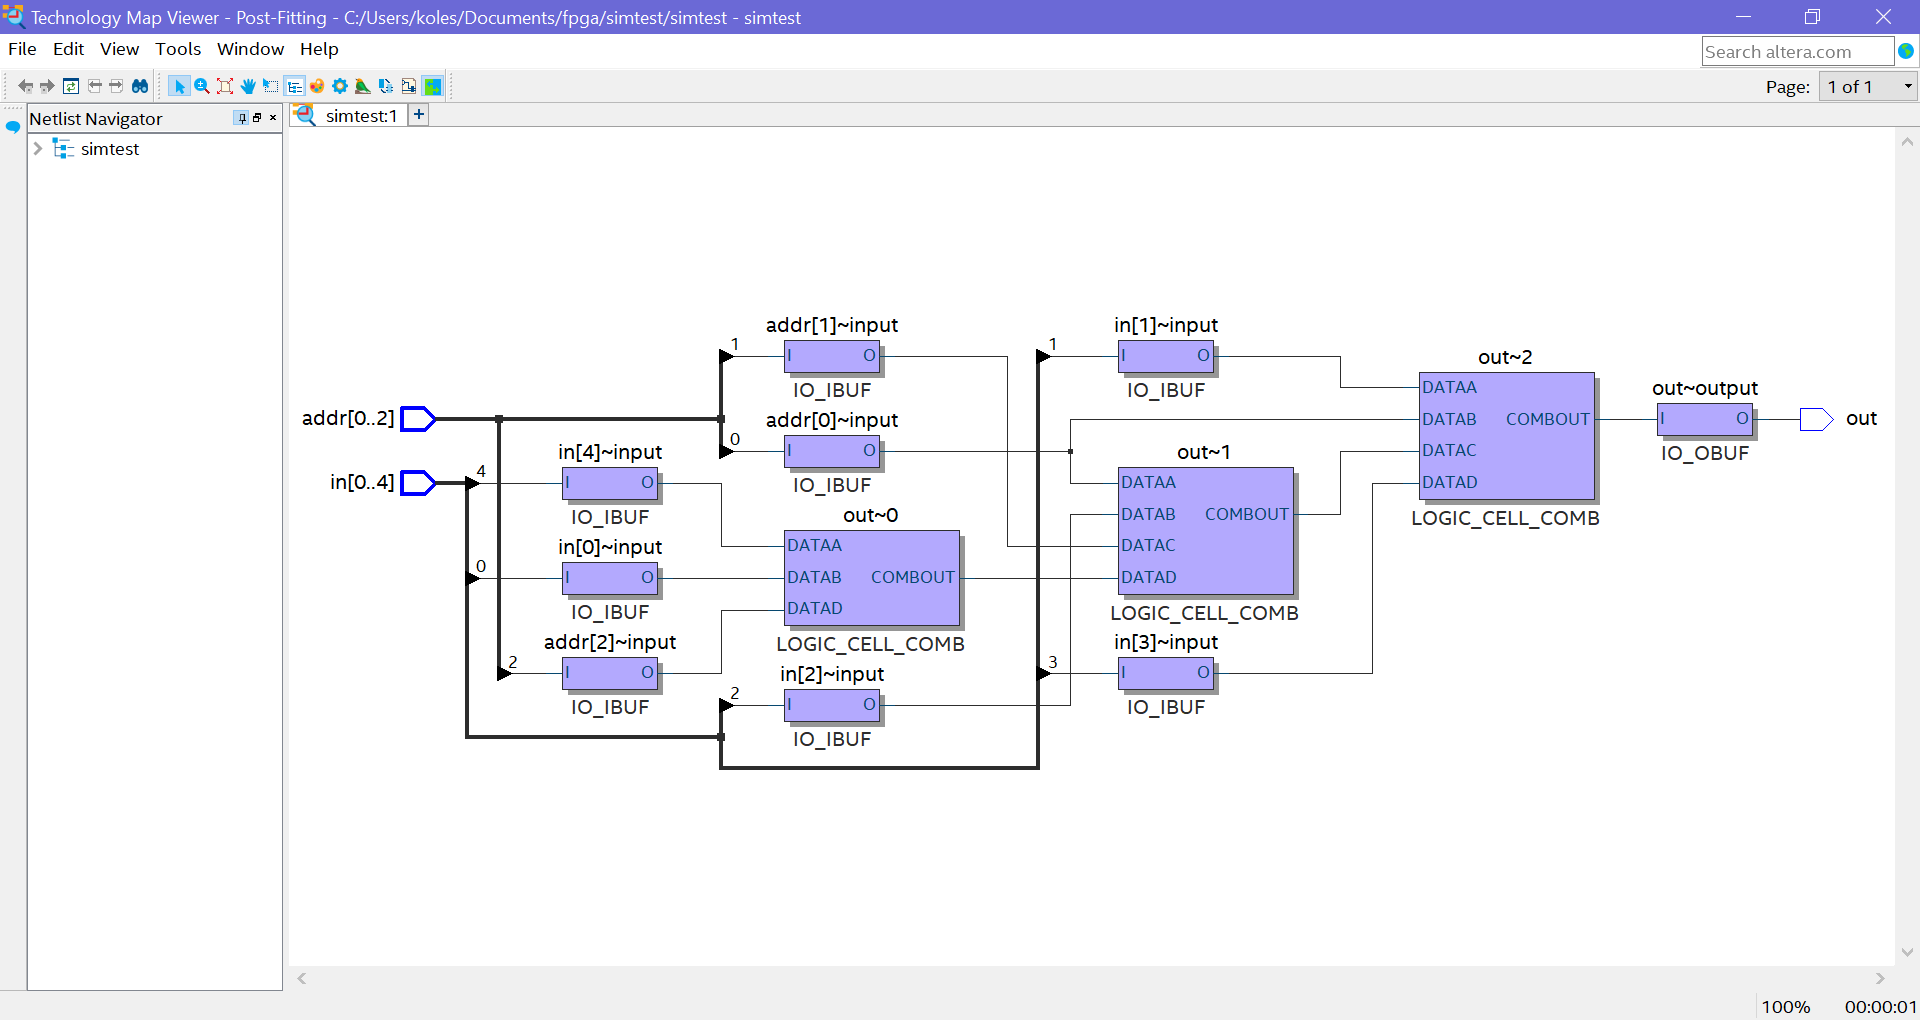 Technology Map Viewer - Post-Fitting - C:/Users/koles/Documents/fpga/simtest/simtest - simtest
File Edit View Tools Window Help
Search altera.com
Page: 1 of 1
Netlist Navigator
simtest:1
simtest
addr[1]~input
in[1]~input
1
I O
IO_IBUF
1
I O
IO_IBUF
out~2
DATAA
DATAB COMBOUT
DATAC
DATAD
LOGIC_CELL_COMB
out~output
I O
IO_OBUF
out
addr[0..2]
addr[0]~input
0
I O
IO_IBUF
in[0..4]
in[4]~input
4
I O
IO_IBUF
out~1
DATAA
DATAB COMBOUT
DATAC
DATAD
LOGIC_CELL_COMB
out~0
DATAA
DATAB COMBOUT
DATAD
LOGIC_CELL_COMB
in[0]~input
0
I O
IO_IBUF
addr[2]~input
2
I O
IO_IBUF
in[3]~input
3
I O
IO_IBUF
in[2]~input
2
I O
IO_IBUF
100% 00:00:01